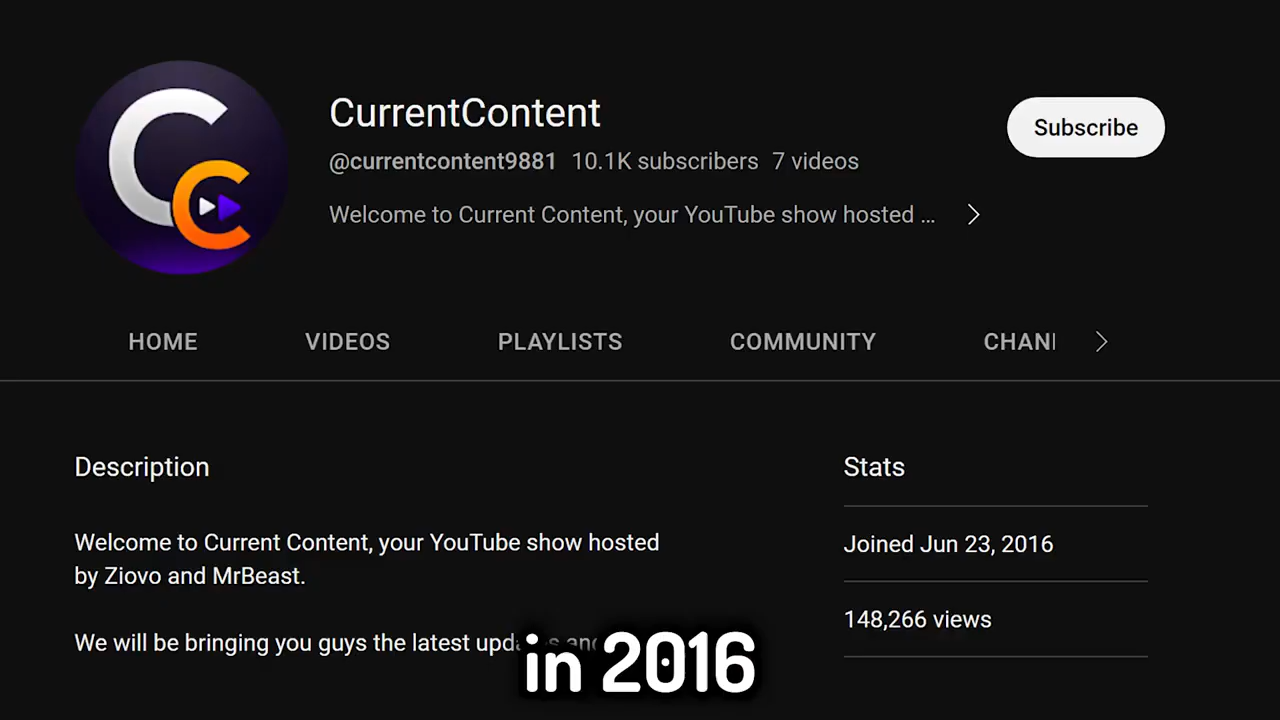 CurrentContent
Subscribe
@currentcontent9881 10.1K subscribers 7 videos
Welcome to Current Content, your YouTube show hosted ...
HOME VIDEOS PLAYLISTS COMMUNITY
Description
Stats
Welcome to Current Content, your YouTube show hosted
by Ziovo and MrBeast.
Joined Jun 23, 2016
148,266 views
We will be bringing you guys the latest
in 2016